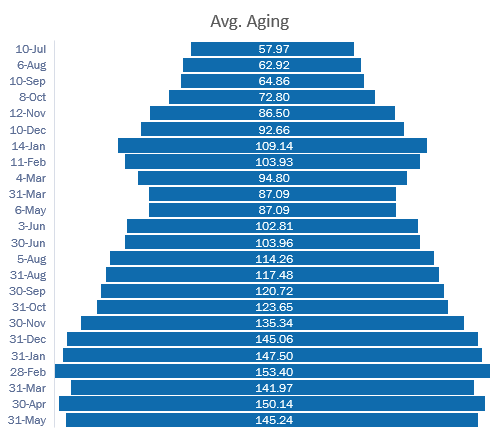 Avg. Aging
10-Jul 57.97
6-Aug 62.92
10-Sep 64.86
8-Oct 72.80
12-Nov 86.50
10-Dec 92.66
14-Jan 109.14
11-Feb 103.93
4-Mar 94.80
31-Mar 87.09
6-May 87.09
3-Jun 102.81
30-Jun 103.96
5-Aug 114.26
31-Aug 117.48
30-Sep 120.72
31-Oct 123.65
30-Nov 135.34
31-Dec 145.06
31-Jan 147.50
28-Feb 153.40
31-Mar 141.97
30-Apr 150.14
31-May 145.24